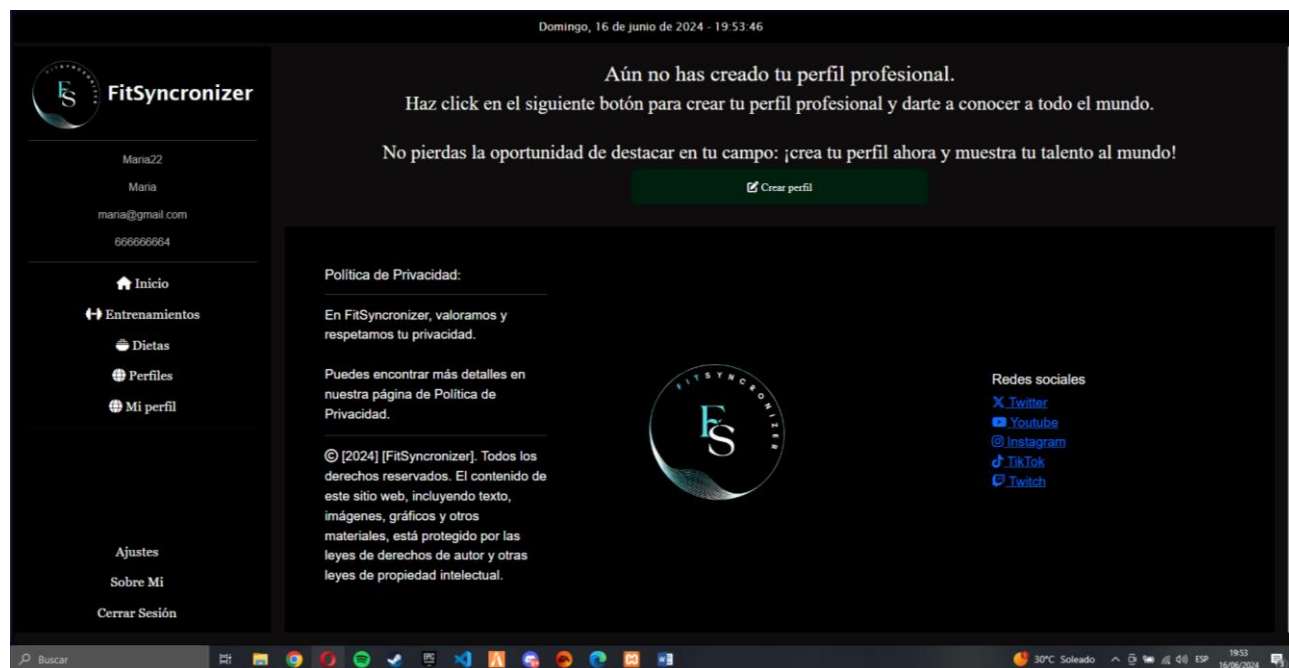 Domingo, 16 de junio de 2024 - 19:53:46
FitSyncronizer
Maria22
Maria
maria@gmail.com
666666664
Inicio
Entrenamientos
Dietas
Perfiles
Mi perfil
Ajustes
Sobre Mi
Cerrar Sesión
Aún no has creado tu perfil profesional.
Haz click en el siguiente botón para crear tu perfil profesional y darte a conocer a todo el mundo.
No pierdas la oportunidad de destacar en tu campo: ¡crea tu perfil ahora y muestra tu talento al mundo!
Crear perfil
Política de Privacidad:
En FitSyncronizer, valoramos y
respetamos tu privacidad.
Puedes encontrar más detalles en
nuestra página de Política de
Privacidad.
© [2024] [FitSyncronizer]. Todos los
derechos reservados. El contenido de
este sitio web, incluyendo texto,
imágenes, gráficos y otros
materiales, está protegido por las
leyes de derechos de autor y otras
leyes de propiedad intelectual.
FITSYNCRONIZER
FS
Redes sociales
Twitter
Youtube
Instagram
TikTok
Twitch
Buscar
30°C Soleado
ESP
19:53
16/06/2024